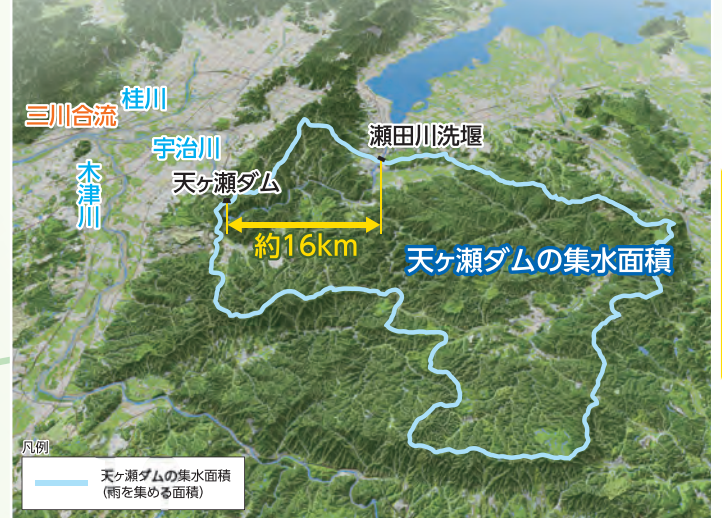 瀬田川洗堰
桂川
三川合流
宇治川
天ヶ瀬ダム
木津川
約16km
天ヶ瀬ダムの集水面積
凡例
天ヶ瀬ダムの集水面積
（雨を集める面積）